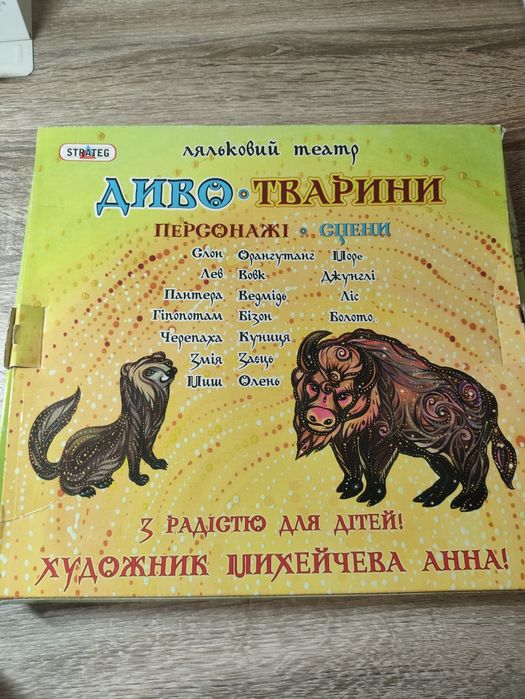 STRATEG
ляльковий театр
ДИВО·ТВАРИНИ
ПЕРСОНАЖІ · СЦЕНИ
Слон Орангутанг Море
Лев Вовк Джунглі
Пантера Ведмідь Ліс
Гіпопотам Бізон Болото
Черепаха Куниця
Змія Заєць
Миш Олень
З РАДІСТЮ ДЛЯ ДІТЕЙ!
ХУДОЖНИК МИХЕЙЧЕВА АННА!